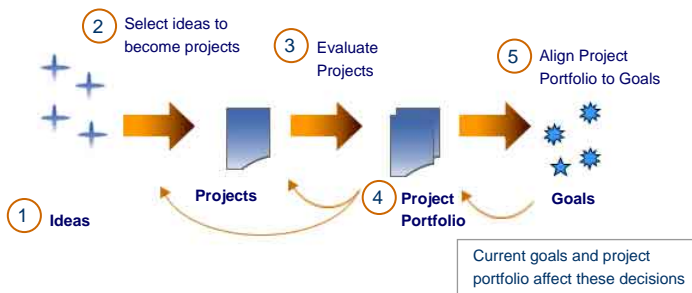 2 Select ideas to
become projects
3 Evaluate
Projects
5 Align Project
Portfolio to Goals
1 Ideas
Projects
4 Project
Portfolio
Goals
Current goals and project
portfolio affect these decisions